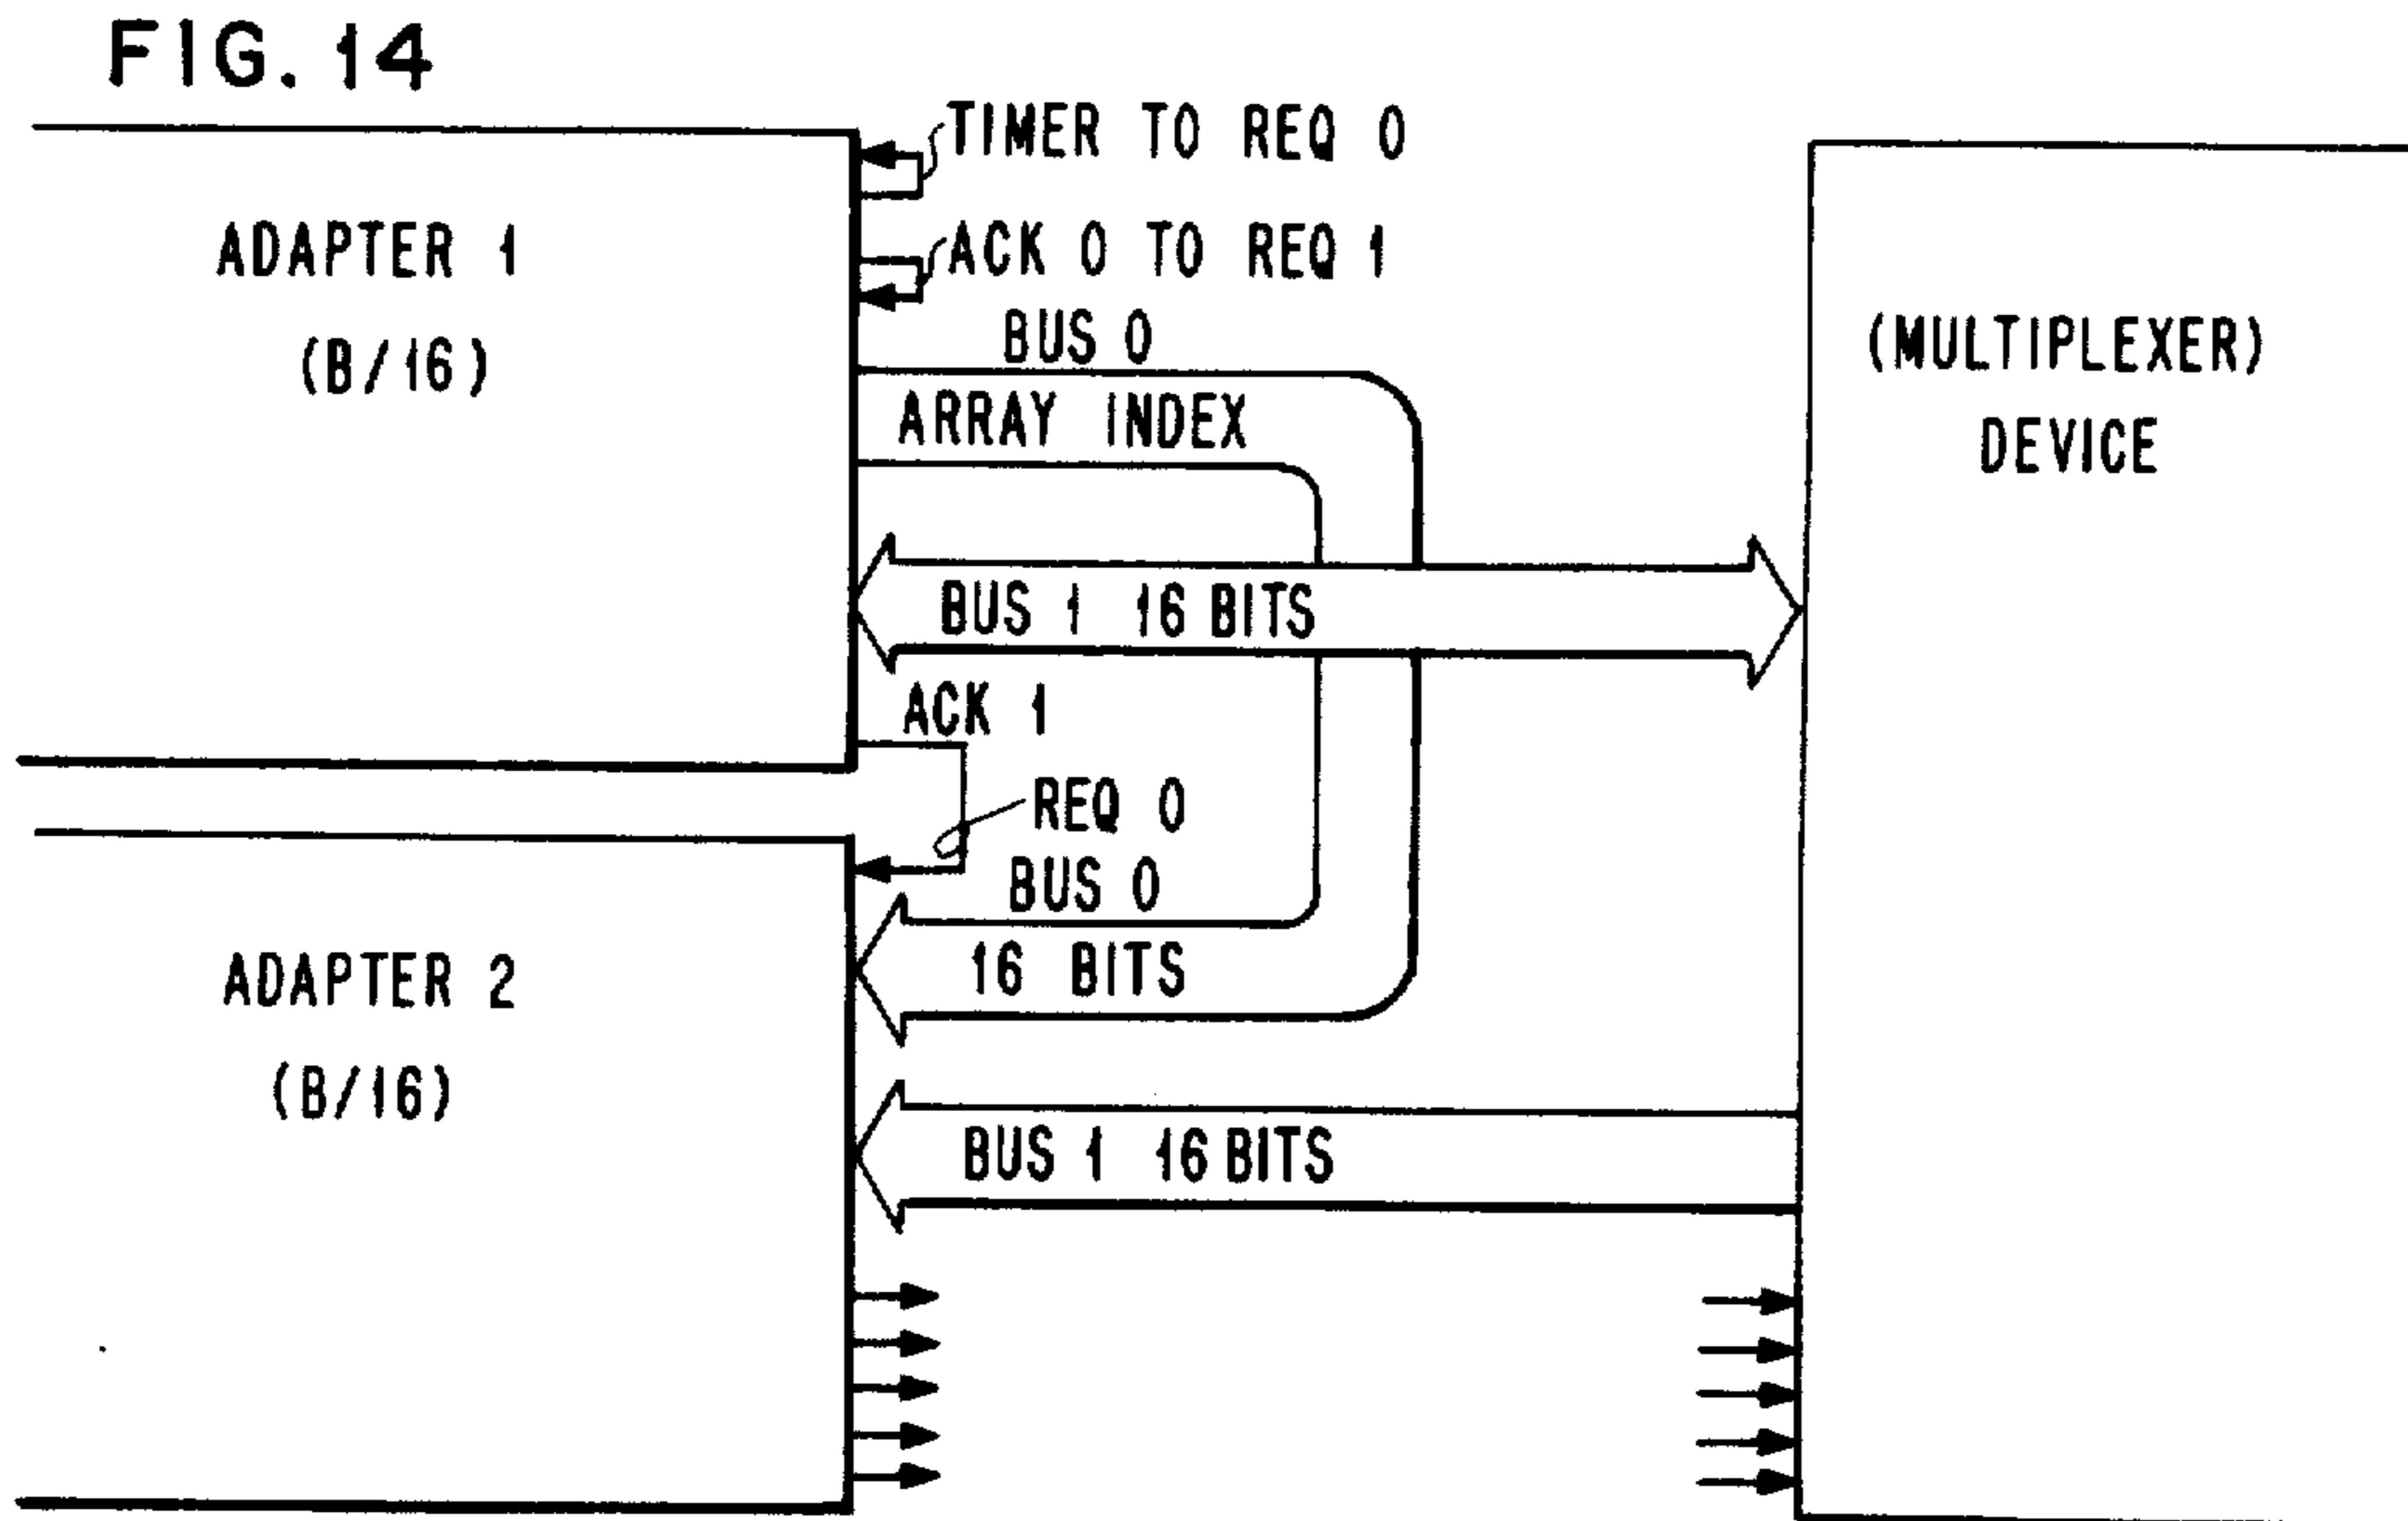 FIG. 14
TIMER TO REQ 0
ADAPTER 1
(B/16)
ACK 0 TO REQ 1
BUS 0
ARRAY INDEX
BUS 1 16 BITS
ACK 1
REQ 0
(MULTIPLEXER)
DEVICE
ADAPTER 2
(B/16)
BUS 0
16 BITS
BUS 1 16 BITS